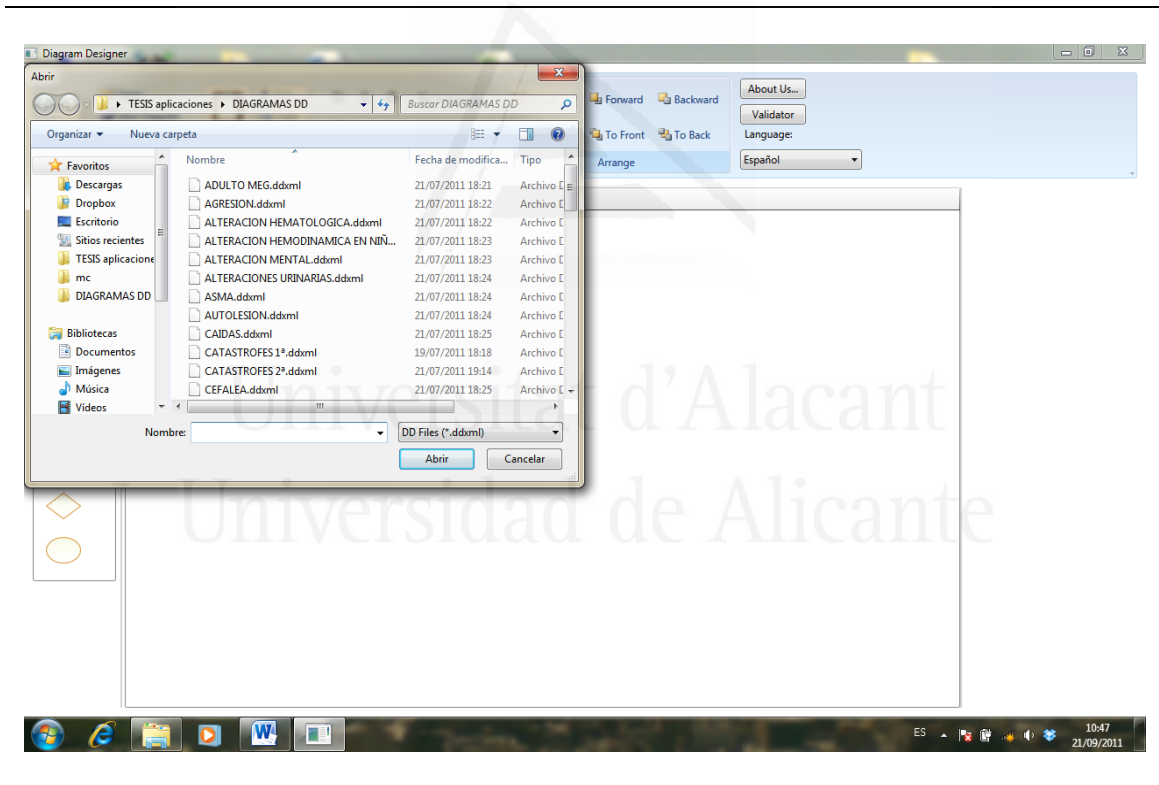 Diagram Designer
Abrir
TESIS aplicaciones ▸ DIAGRAMAS DD
Buscar DIAGRAMAS DD
Organizar
Nueva carpeta
Favoritos
Descargas
Dropbox
Escritorio
Sitios recientes
TESIS aplicacione
mc
DIAGRAMAS DD
Bibliotecas
Documentos
Imágenes
Música
Vídeos
Nombre Fecha de modifica... Tipo
ADULTO MEG.ddxml 21/07/2011 18:21 Archivo D
AGRESION.ddxml 21/07/2011 18:22 Archivo D
ALTERACION HEMATOLOGICA.ddxml 21/07/2011 18:22 Archivo D
ALTERACION HEMODINAMICA EN NIÑ... 21/07/2011 18:23 Archivo D
ALTERACION MENTAL.ddxml 21/07/2011 18:23 Archivo D
ALTERACIONES URINARIAS.ddxml 21/07/2011 18:24 Archivo D
ASMA.ddxml 21/07/2011 18:24 Archivo D
AUTOLESION.ddxml 21/07/2011 18:24 Archivo D
CAIDAS.ddxml 21/07/2011 18:25 Archivo D
CATASTROFES 1ª.ddxml 19/07/2011 18:18 Archivo D
CATASTROFES 2ª.ddxml 21/07/2011 19:14 Archivo D
CEFALEA.ddxml 21/07/2011 18:25 Archivo D
Nombre:
DD Files (*.ddxml)
Abrir Cancelar
Forward Backward
To Front To Back
Arrange
About Us...
Validator
Language:
Español
Universitat d'Alacant
Universidad de Alicante
ES
10:47
21/09/2011